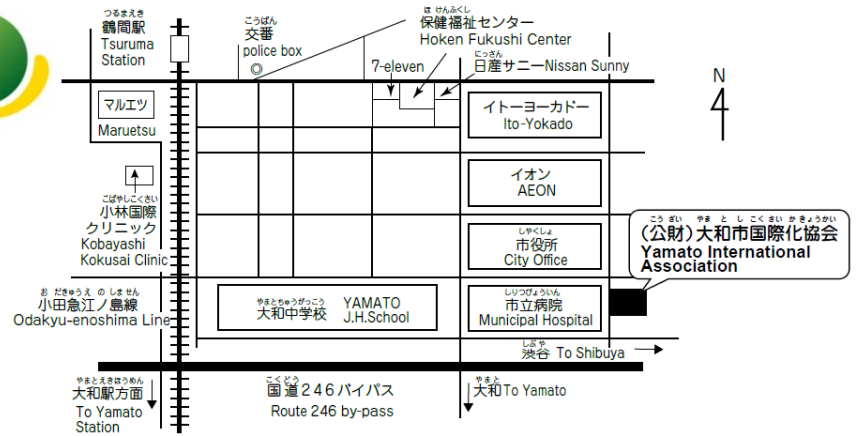 つるまえき
鶴間駅
Tsuruma
Station
こうばん
交番
police box
ほけんふくし
保健福祉センター
Hoken Fukushi Center
7-eleven
にっさん
日産サニーNissan Sunny
N
マルエツ
Maruetsu
イトーヨーカドー
Ito-Yokado
イオン
AEON
こばやしこくさい
小林国際
クリニック
Kobayashi
Kokusai Clinic
しやくしょ
市役所
City Office
こうざい やまとしこくさいかきょうかい
(公財)大和市国際化協会
Yamato International
Association
おだきゅうえのしません
小田急江ノ島線
Odakyu-enoshima Line
やまとちゅうがっこう
大和中学校 YAMATO
J.H.School
しりつびょういん
市立病院
Municipal Hospital
しぶや
渋谷 To Shibuya
やまとえきほうめん
大和駅方面
To Yamato
Station
こくどう
国道246バイパス
Route 246 by-pass
やまと
大和To Yamato